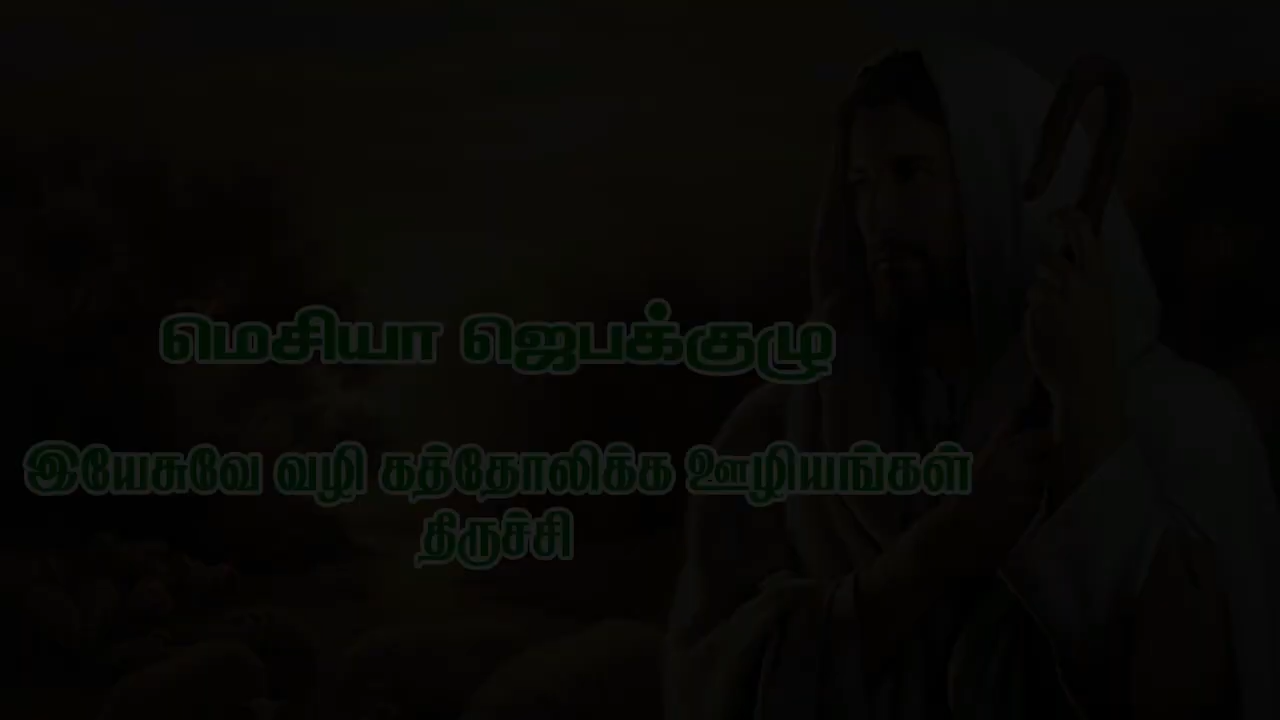 மெசியா ஜெபக்குழு
இயேசுவே வழி கத்தோலிக்க ஊழியங்கள்
திருச்சி